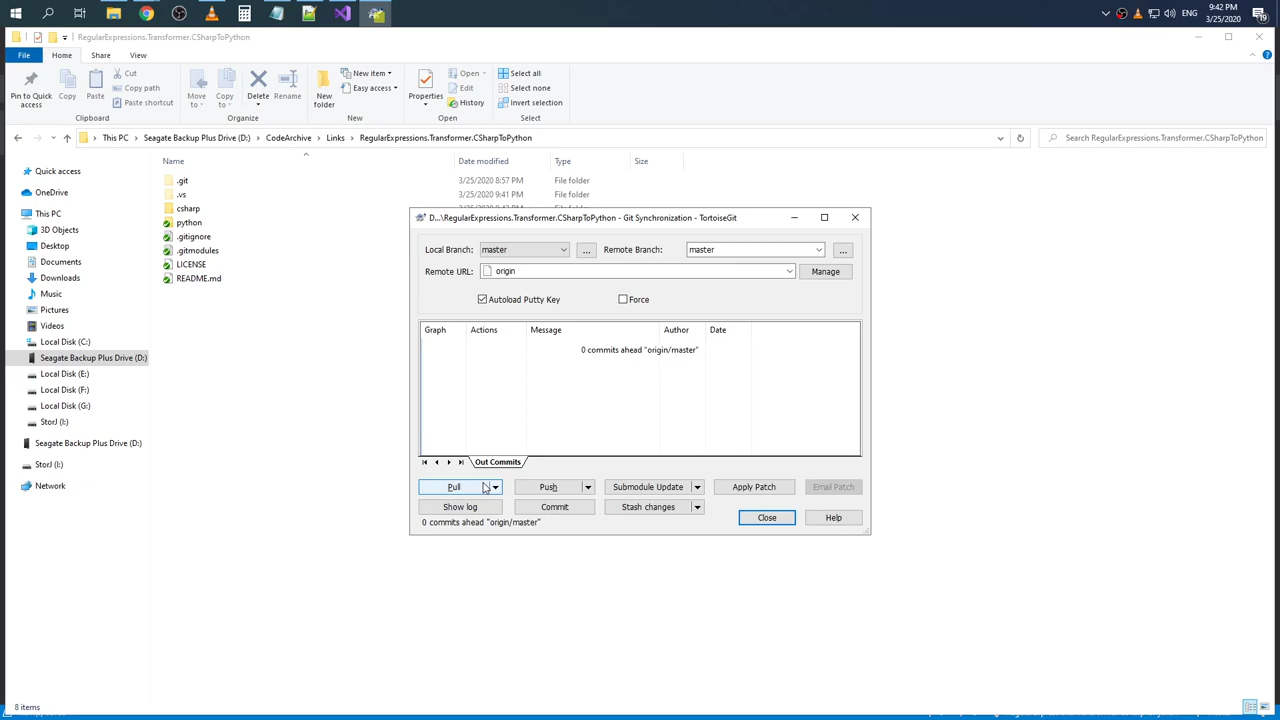 9:42 PM
ENG
3/25/2020
19
RegularExpressions.Transformer.CSharpToPython
File
Home
Share
View
Pin to Quick access
Copy
Paste
Cut
Copy path
Paste shortcut
Clipboard
Move to
Copy to
Delete
Rename
Organize
New folder
New item
Easy access
New
Properties
Open
Edit
History
Open
Select all
Select none
Invert selection
Select
This PC
Seagate Backup Plus Drive (D:)
CodeArchive
Links
RegularExpressions.Transformer.CSharpToPython
Search RegularExpressions.Transformer.CSharpToPython
Name
Date modified
Type
Size
Quick access
OneDrive
This PC
3D Objects
Desktop
Documents
Downloads
Music
Pictures
Videos
Local Disk (C:)
Seagate Backup Plus Drive (D:)
Local Disk (E:)
Local Disk (F:)
Local Disk (G:)
StorJ (I:)
Seagate Backup Plus Drive (D:)
StorJ (I:)
Network
.git
3/25/2020 8:57 PM
File folder
.vs
3/25/2020 9:41 PM
File folder
csharp
File folder
python
.gitignore
.gitmodules
LICENSE
README.md
D...\RegularExpressions.Transformer.CSharpToPython - Git Synchronization - TortoiseGit
Local Branch:
master
...
Remote Branch:
master
...
Remote URL:
origin
Manage
Autoload Putty Key
Force
Graph
Actions
Message
Author
Date
0 commits ahead "origin/master"
Out Commits
Pull
Push
Submodule Update
Apply Patch
Email Patch
Show log
Commit
Stash changes
Close
Help
0 commits ahead "origin/master"
8 items